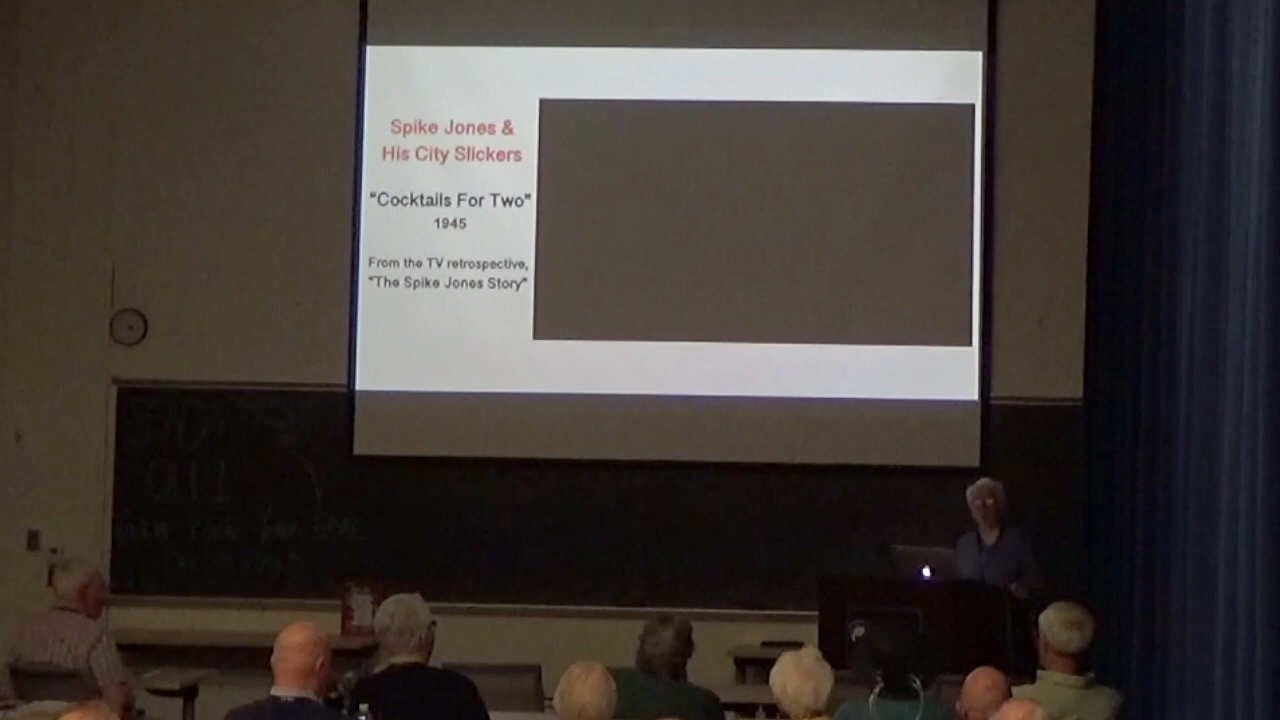 Spike Jones &
His City Slickers
"Cocktails For Two"
1945
From the TV retrospective,
"The Spike Jones Story"